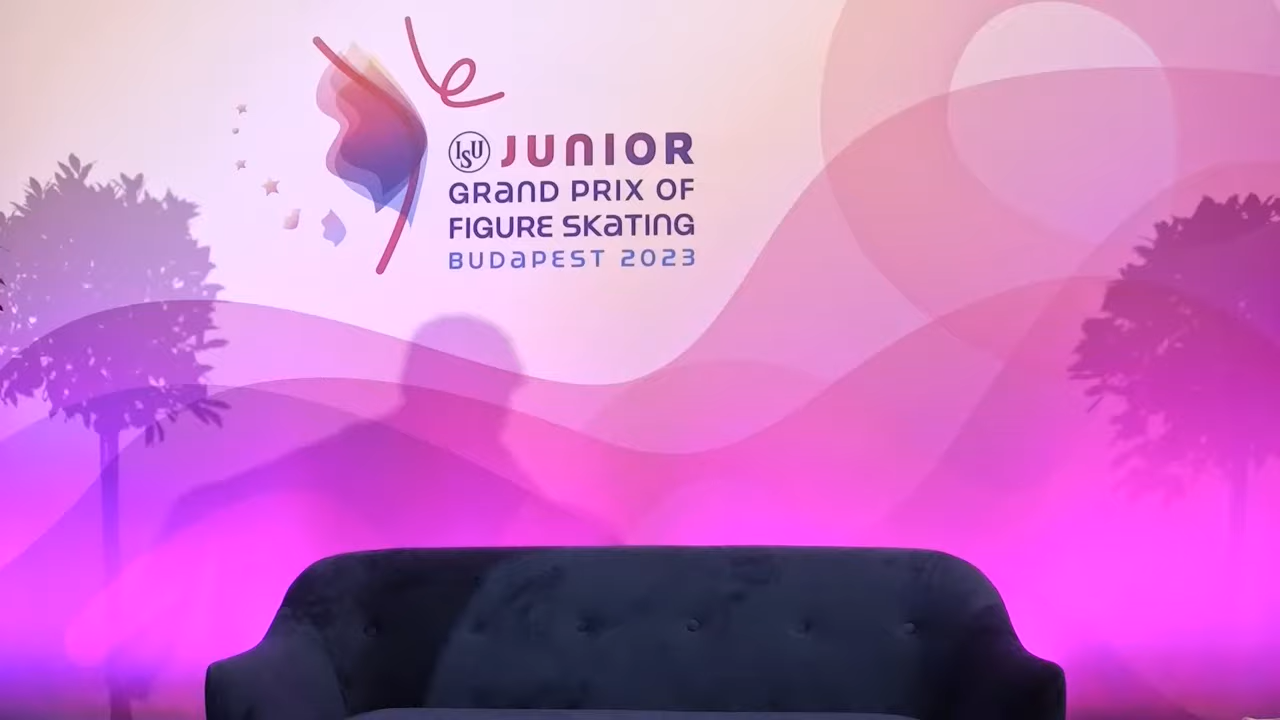 ISU JUNIOR
GRAND PRIX OF
FIGURE SKATING
BUDAPEST 2023